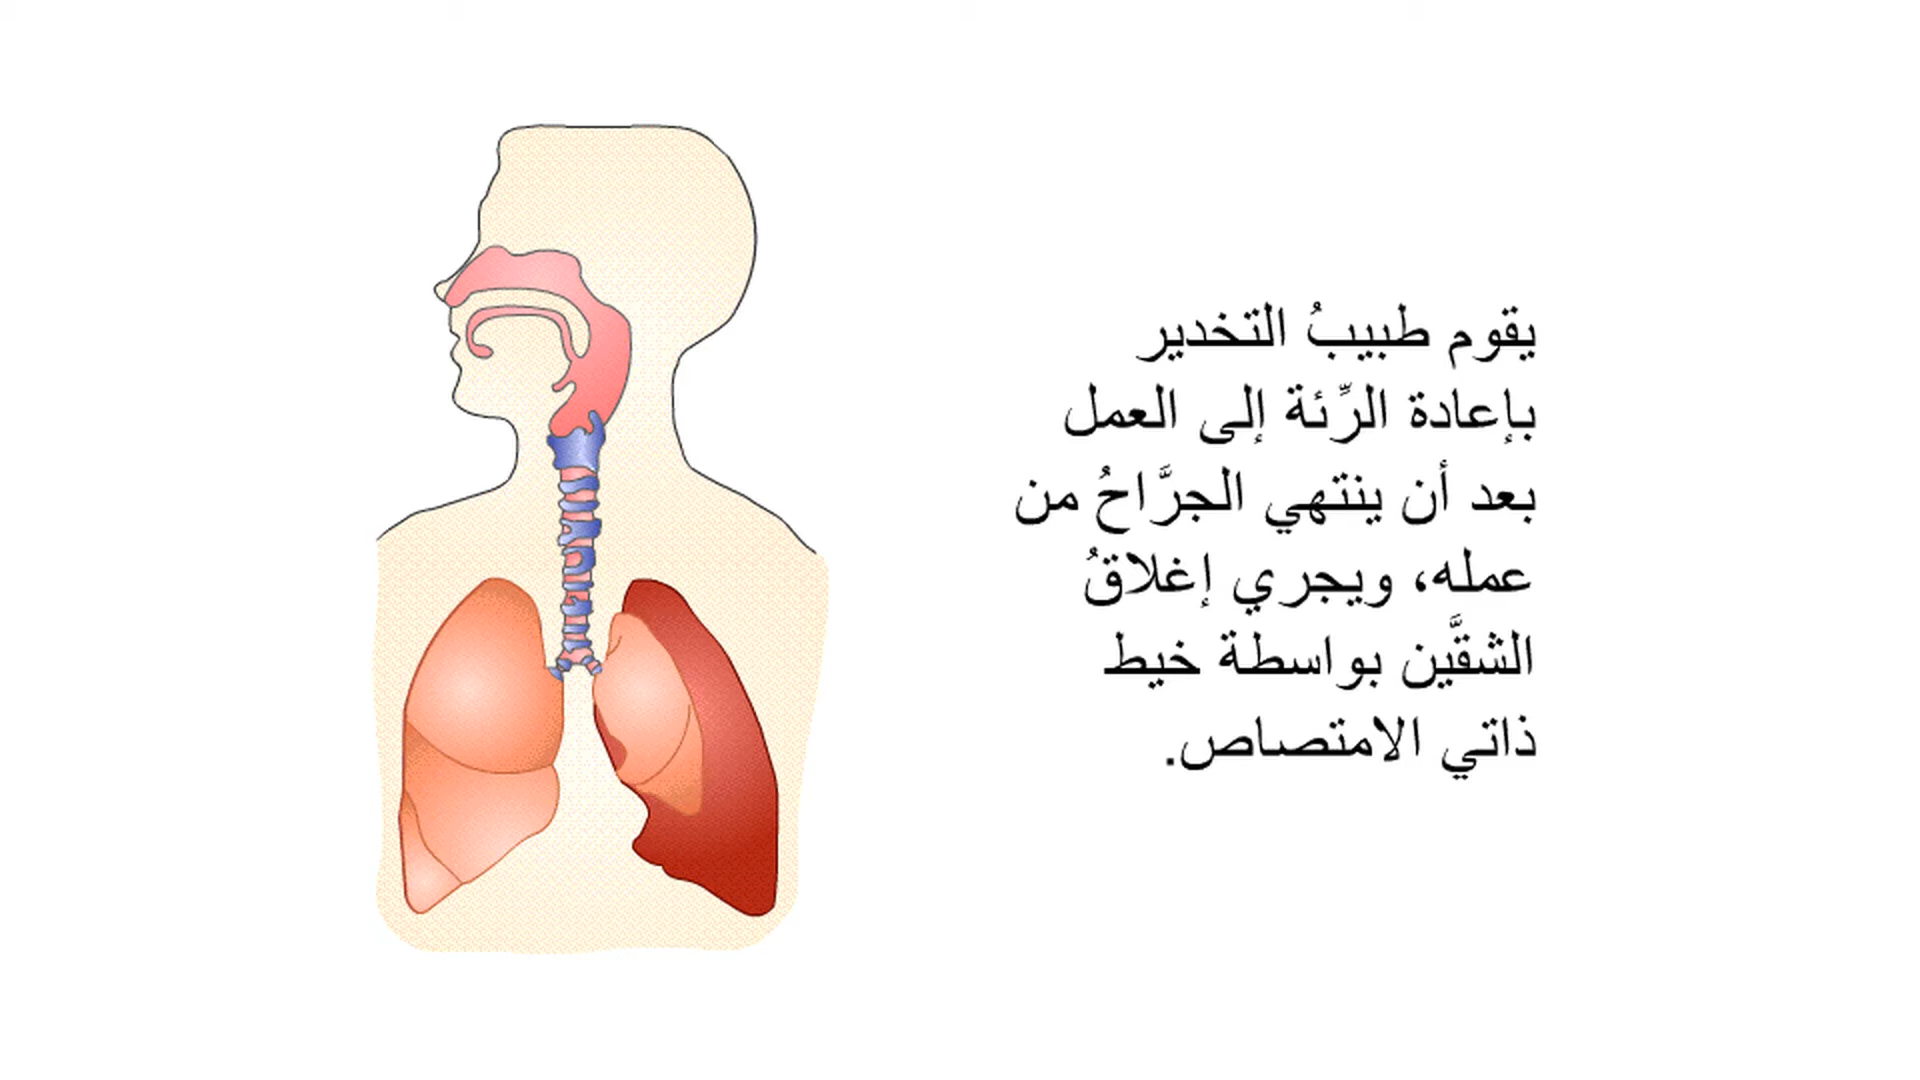 يقوم طبيبُ التخدير
بإعادة الرِّئة إلى العمل
بعد أن ينتهي الجرَّاحُ من
عمله، ويجري إغلاقُ
الشقَّين بواسطة خيط
ذاتي الامتصاص.